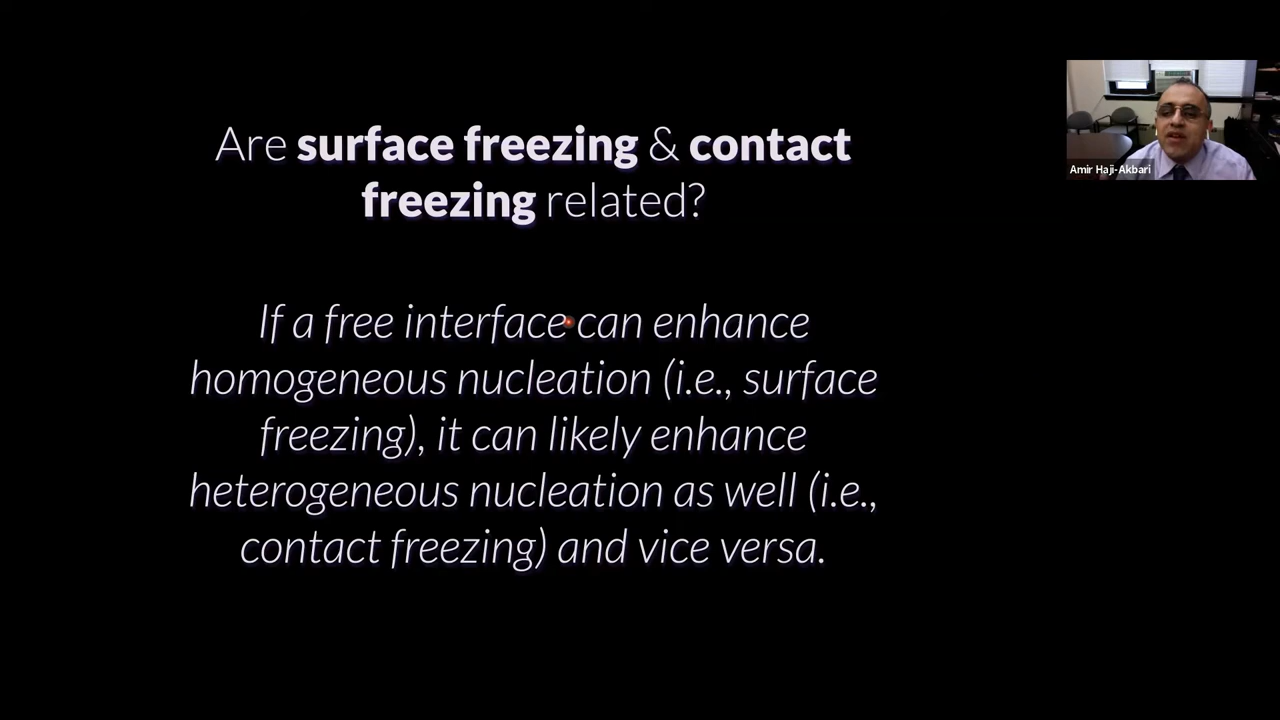 Are surface freezing & contact
freezing related?
If a free interface can enhance
homogeneous nucleation (i.e., surface
freezing), it can likely enhance
heterogeneous nucleation as well (i.e.,
contact freezing) and vice versa.
Amir Haji-Akbari